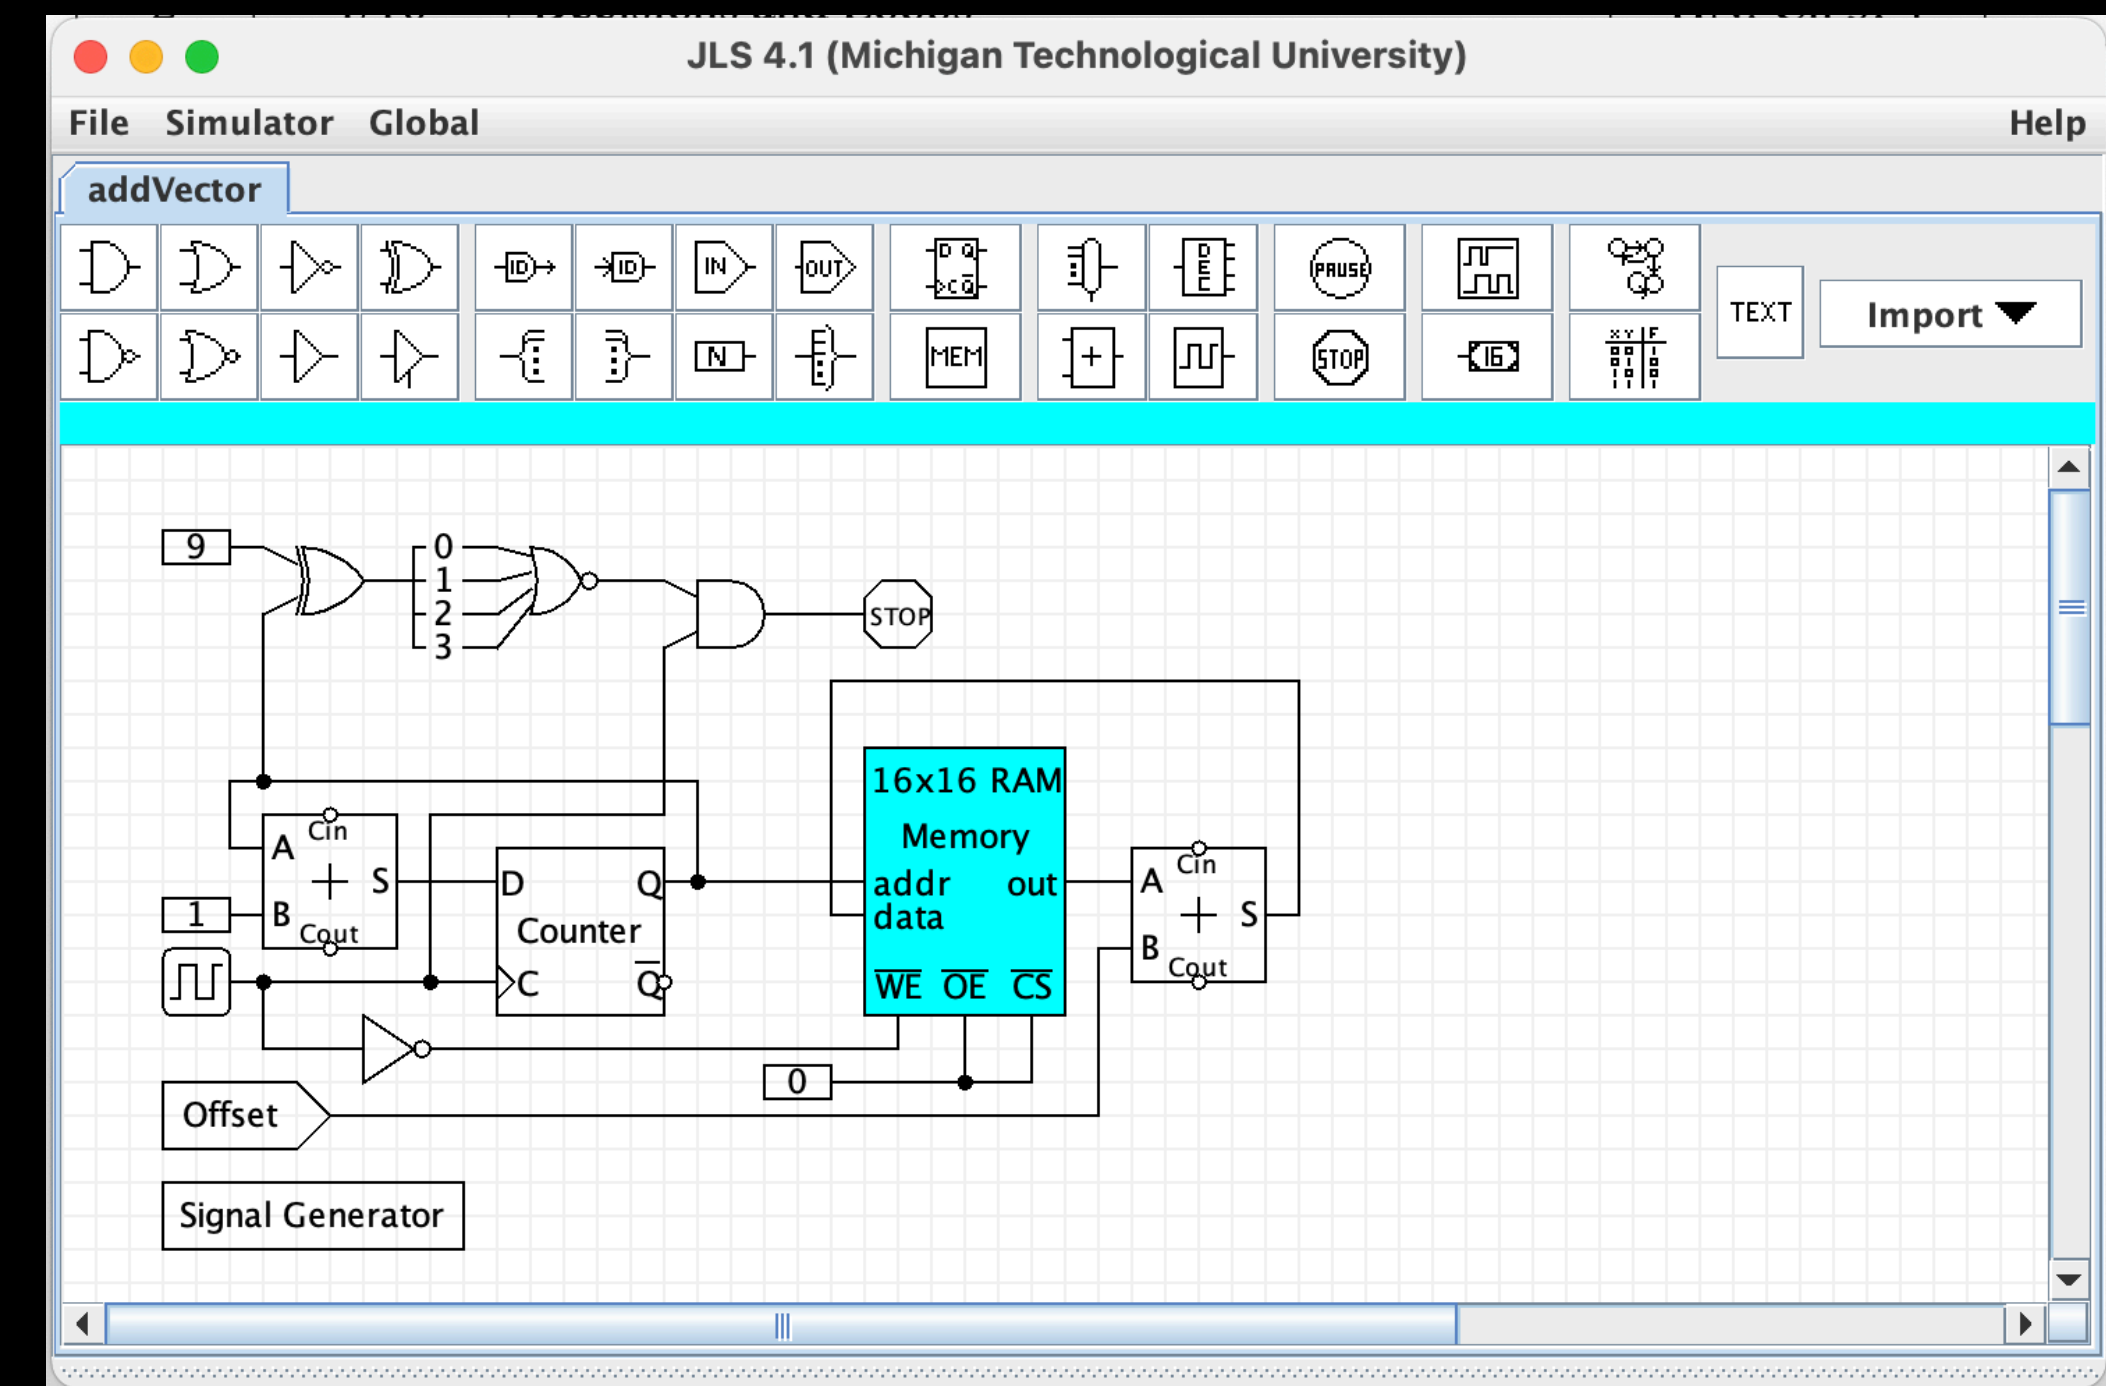 JLS 4.1 (Michigan Technological University)
File Simulator Global Help
addVector
ID ID IN OUT D Q C Q D E C PAUSE
TEXT Import
N MEM + STOP 16 X Y F
9 0
1
2
3
STOP
16x16 RAM
Memory
addr out
data
WE OE CS
A Cin
+ S
B
Cout
1
D Q
Counter
C Q
A Cin
+ S
B
Cout
0
Offset
Signal Generator